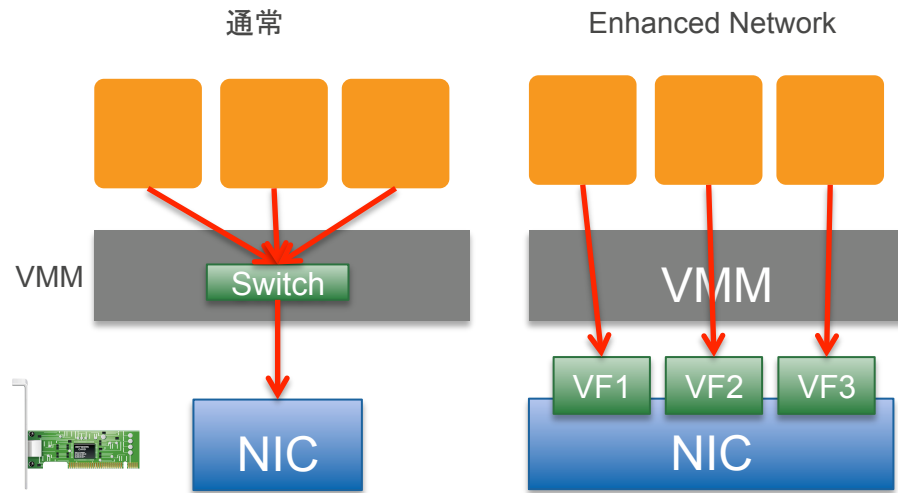 通常
VMM
Switch
NIC
Enhanced Network
VMM
VF1
VF2
VF3
NIC